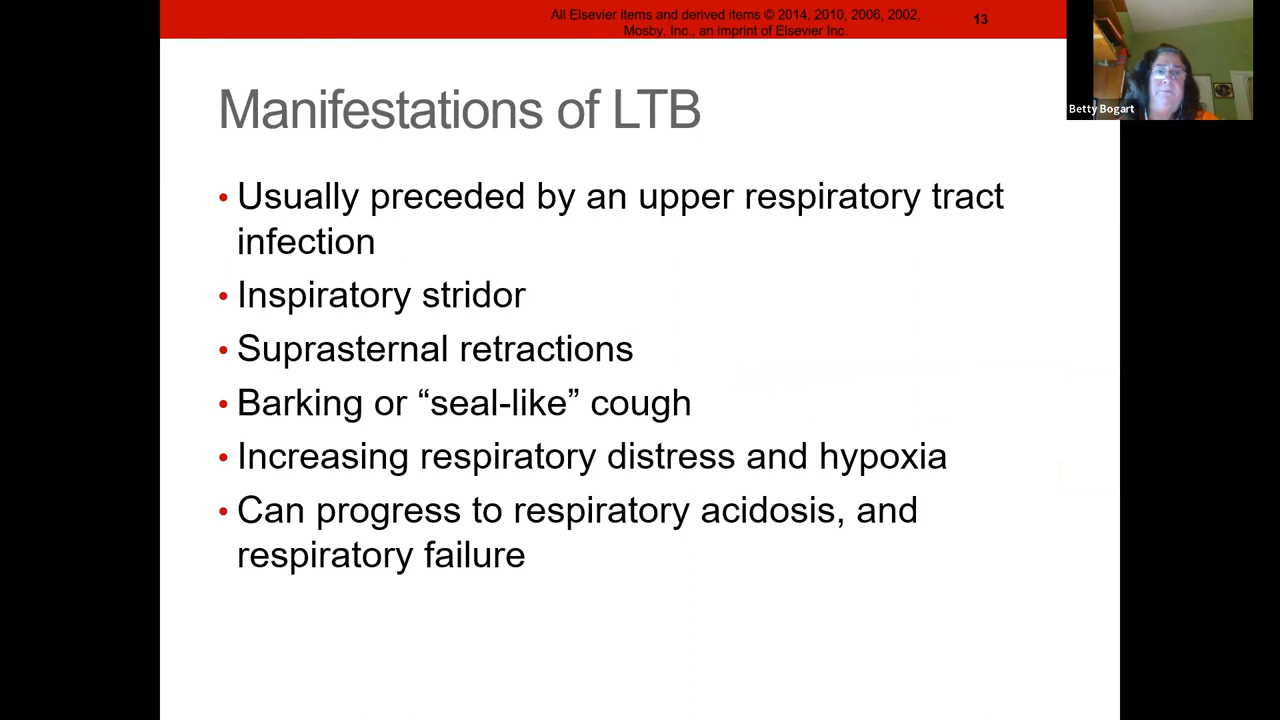 All Elsevier items and derived items © 2014, 2010, 2006, 2002,
Mosby, Inc., an imprint of Elsevier Inc.
13
Betty Bogart
Manifestations of LTB
• Usually preceded by an upper respiratory tract
infection
• Inspiratory stridor
• Suprasternal retractions
• Barking or “seal-like” cough
• Increasing respiratory distress and hypoxia
• Can progress to respiratory acidosis, and
respiratory failure